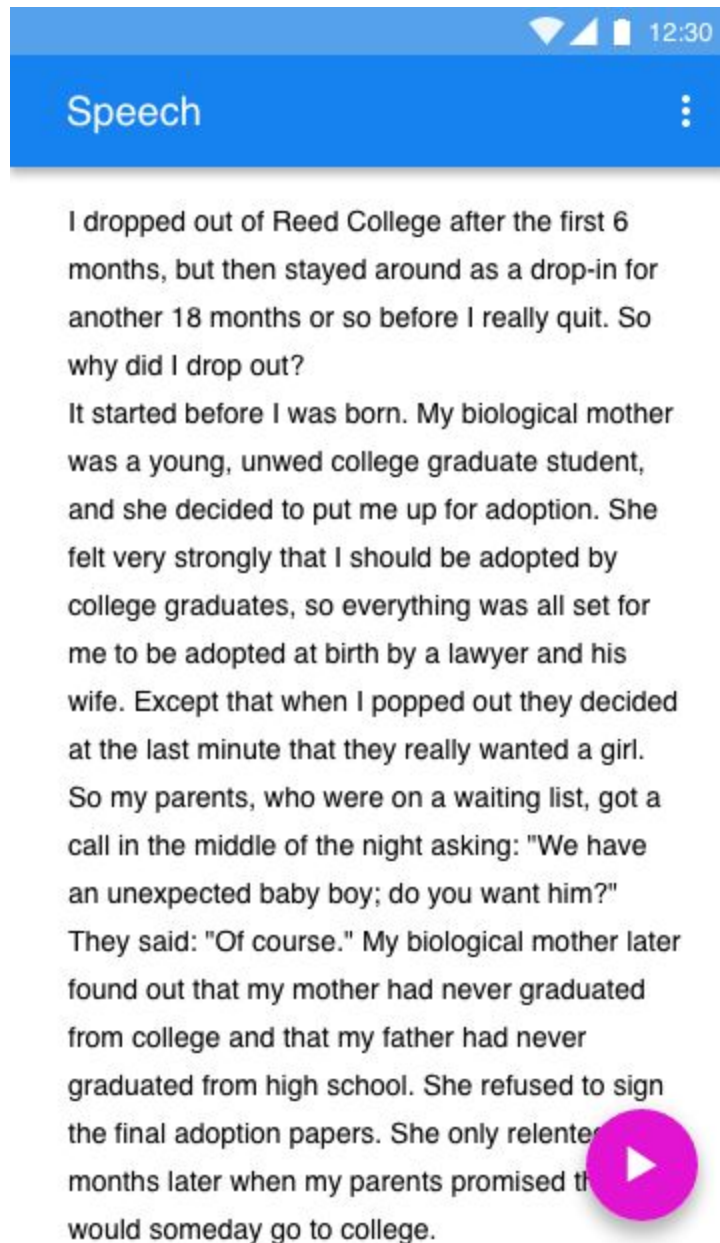 12:30
Speech
I dropped out of Reed College after the first 6
months, but then stayed around as a drop-in for
another 18 months or so before I really quit. So
why did I drop out?
It started before I was born. My biological mother
was a young, unwed college graduate student,
and she decided to put me up for adoption. She
felt very strongly that I should be adopted by
college graduates, so everything was all set for
me to be adopted at birth by a lawyer and his
wife. Except that when I popped out they decided
at the last minute that they really wanted a girl.
So my parents, who were on a waiting list, got a
call in the middle of the night asking: "We have
an unexpected baby boy; do you want him?"
They said: "Of course." My biological mother later
found out that my mother had never graduated
from college and that my father had never
graduated from high school. She refused to sign
the final adoption papers. She only
months later when my parents promised
would someday go to college.